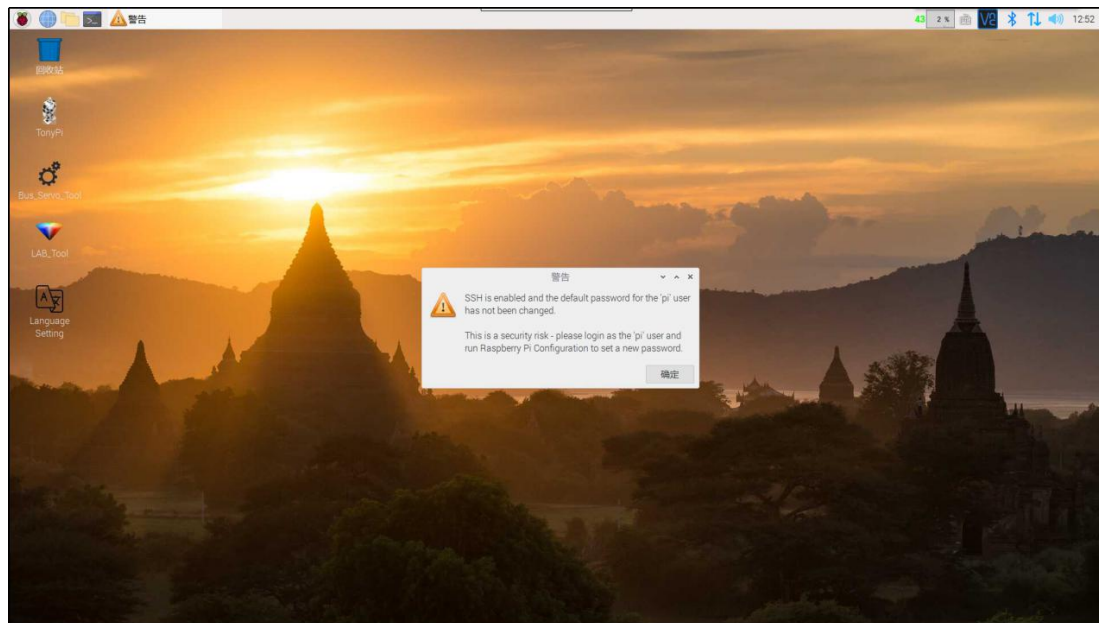 警告
43
2 %
V2
12:52
回收站
TonyPi
Bus_Servo_Tool
LAB_Tool
Language
Setting
警告
SSH is enabled and the default password for the 'pi' user
has not been changed.
This is a security risk - please login as the 'pi' user and
run Raspberry Pi Configuration to set a new password.
确定